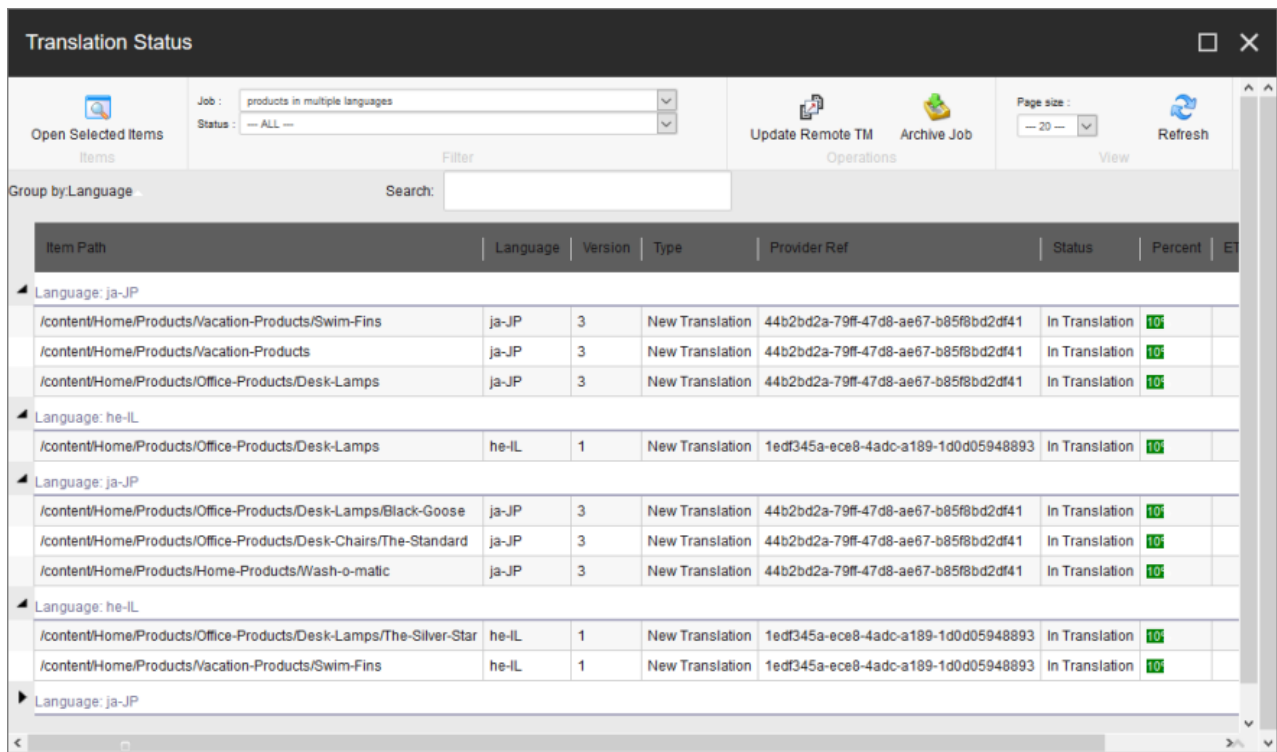 Translation Status
Open Selected Items
Items
Job : products in multiple languages
Status : — ALL —
Filter
Update Remote TM
Archive Job
Operations
Page size :
— 20 —
Refresh
View
Group by:Language
Search:
Item Path Language Version Type Provider Ref Status Percent
Language: ja-JP
/content/Home/Products/Vacation-Products/Swim-Fins ja-JP 3 New Translation 44b2bd2a-79ff-47d8-ae67-b85f8bd2df41 In Translation
/content/Home/Products/Vacation-Products ja-JP 3 New Translation 44b2bd2a-79ff-47d8-ae67-b85f8bd2df41 In Translation
/content/Home/Products/Office-Products/Desk-Lamps ja-JP 3 New Translation 44b2bd2a-79ff-47d8-ae67-b85f8bd2df41 In Translation
Language: he-IL
/content/Home/Products/Office-Products/Desk-Lamps he-IL 1 New Translation 1edf345a-ece8-4adc-a189-1d0d05948893 In Translation
Language: ja-JP
/content/Home/Products/Office-Products/Desk-Lamps/Black-Goose ja-JP 3 New Translation 44b2bd2a-79ff-47d8-ae67-b85f8bd2df41 In Translation
/content/Home/Products/Office-Products/Desk-Chairs/The-Standard ja-JP 3 New Translation 44b2bd2a-79ff-47d8-ae67-b85f8bd2df41 In Translation
/content/Home/Products/Home-Products/Wash-o-matic ja-JP 3 New Translation 44b2bd2a-79ff-47d8-ae67-b85f8bd2df41 In Translation
Language: he-IL
/content/Home/Products/Office-Products/Desk-Lamps/The-Silver-Star he-IL 1 New Translation 1edf345a-ece8-4adc-a189-1d0d05948893 In Translation
/content/Home/Products/Vacation-Products/Swim-Fins he-IL 1 New Translation 1edf345a-ece8-4adc-a189-1d0d05948893 In Translation
Language: ja-JP